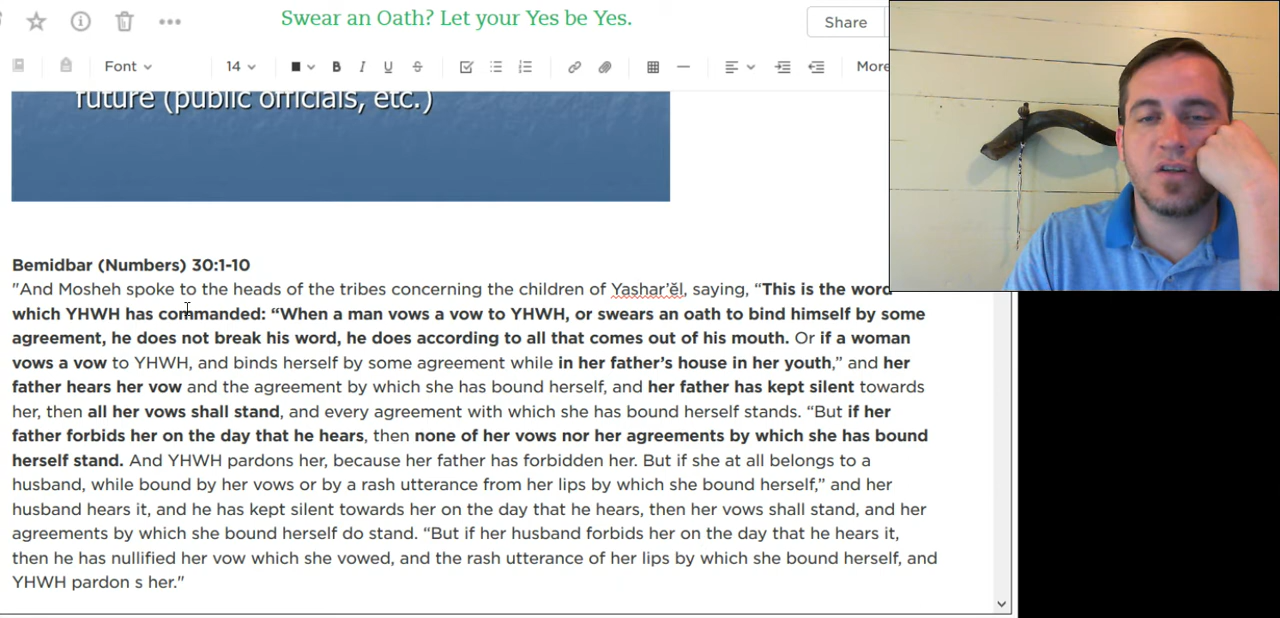 Swear an Oath? Let your Yes be Yes.
Share
Font
14
B I U S
More
future (public officials, etc.)
Bemidbar (Numbers) 30:1-10
"And Mosheh spoke to the heads of the tribes concerning the children of Yashar’ĕl, saying, “This is the word
which YHWH has commanded: “When a man vows a vow to YHWH, or swears an oath to bind himself by some
agreement, he does not break his word, he does according to all that comes out of his mouth. Or if a woman
vows a vow to YHWH, and binds herself by some agreement while in her father’s house in her youth,” and her
father hears her vow and the agreement by which she has bound herself, and her father has kept silent towards
her, then all her vows shall stand, and every agreement with which she has bound herself stands. “But if her
father forbids her on the day that he hears, then none of her vows nor her agreements by which she has bound
herself stand. And YHWH pardons her, because her father has forbidden her. But if she at all belongs to a
husband, while bound by her vows or by a rash utterance from her lips by which she bound herself,” and her
husband hears it, and he has kept silent towards her on the day that he hears, then her vows shall stand, and her
agreements by which she bound herself do stand. “But if her husband forbids her on the day that he hears it,
then he has nullified her vow which she vowed, and the rash utterance of her lips by which she bound herself, and
YHWH pardon s her."